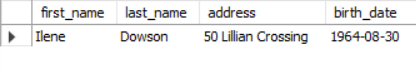 first_name last_name address birth_date
Ilene Dowson 50 Lillian Crossing 1964-08-30